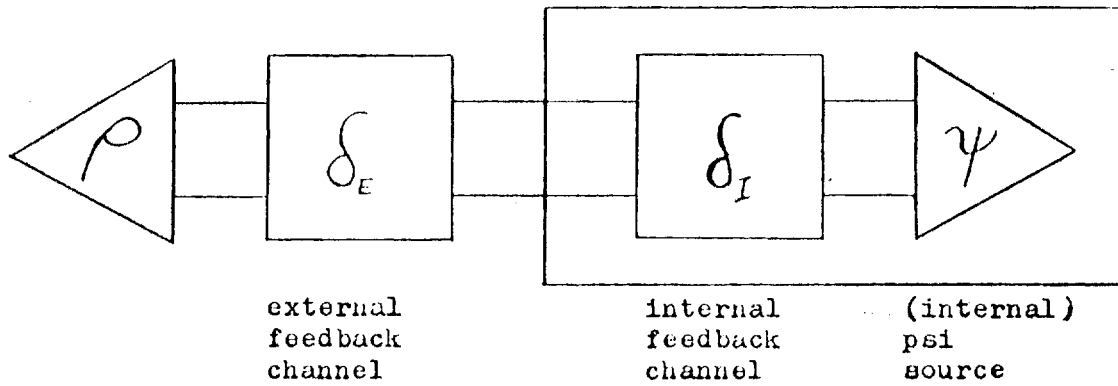 ρ δE δI ψ
external internal (internal)
feedback feedback psi
channel channel source